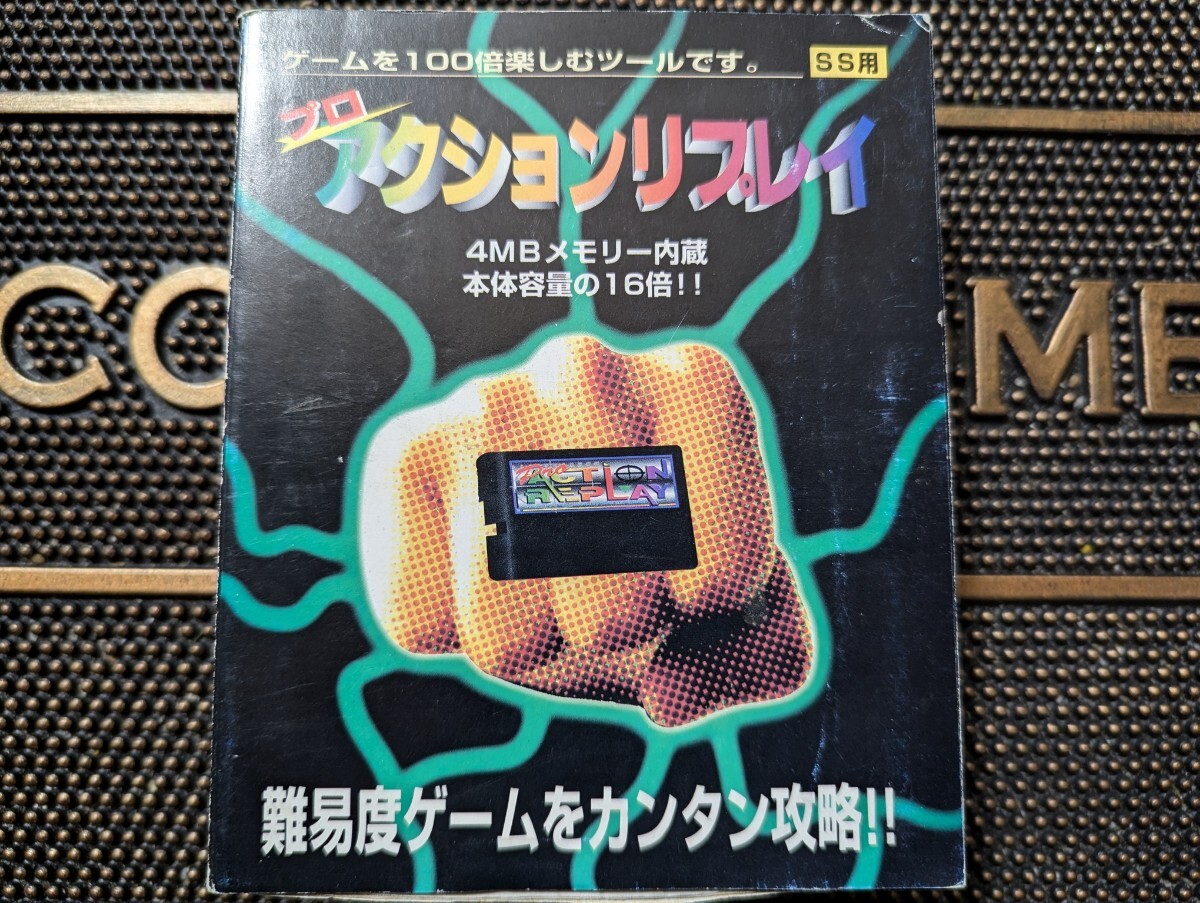 ゲームを100倍楽しむツールです。
SS用
プロ
アクションリプレイ
4MBメモリー内蔵
本体容量の16倍!!
CO
ME
Pro
ACTION
REPLAY
難易度ゲームをカンタン攻略!!